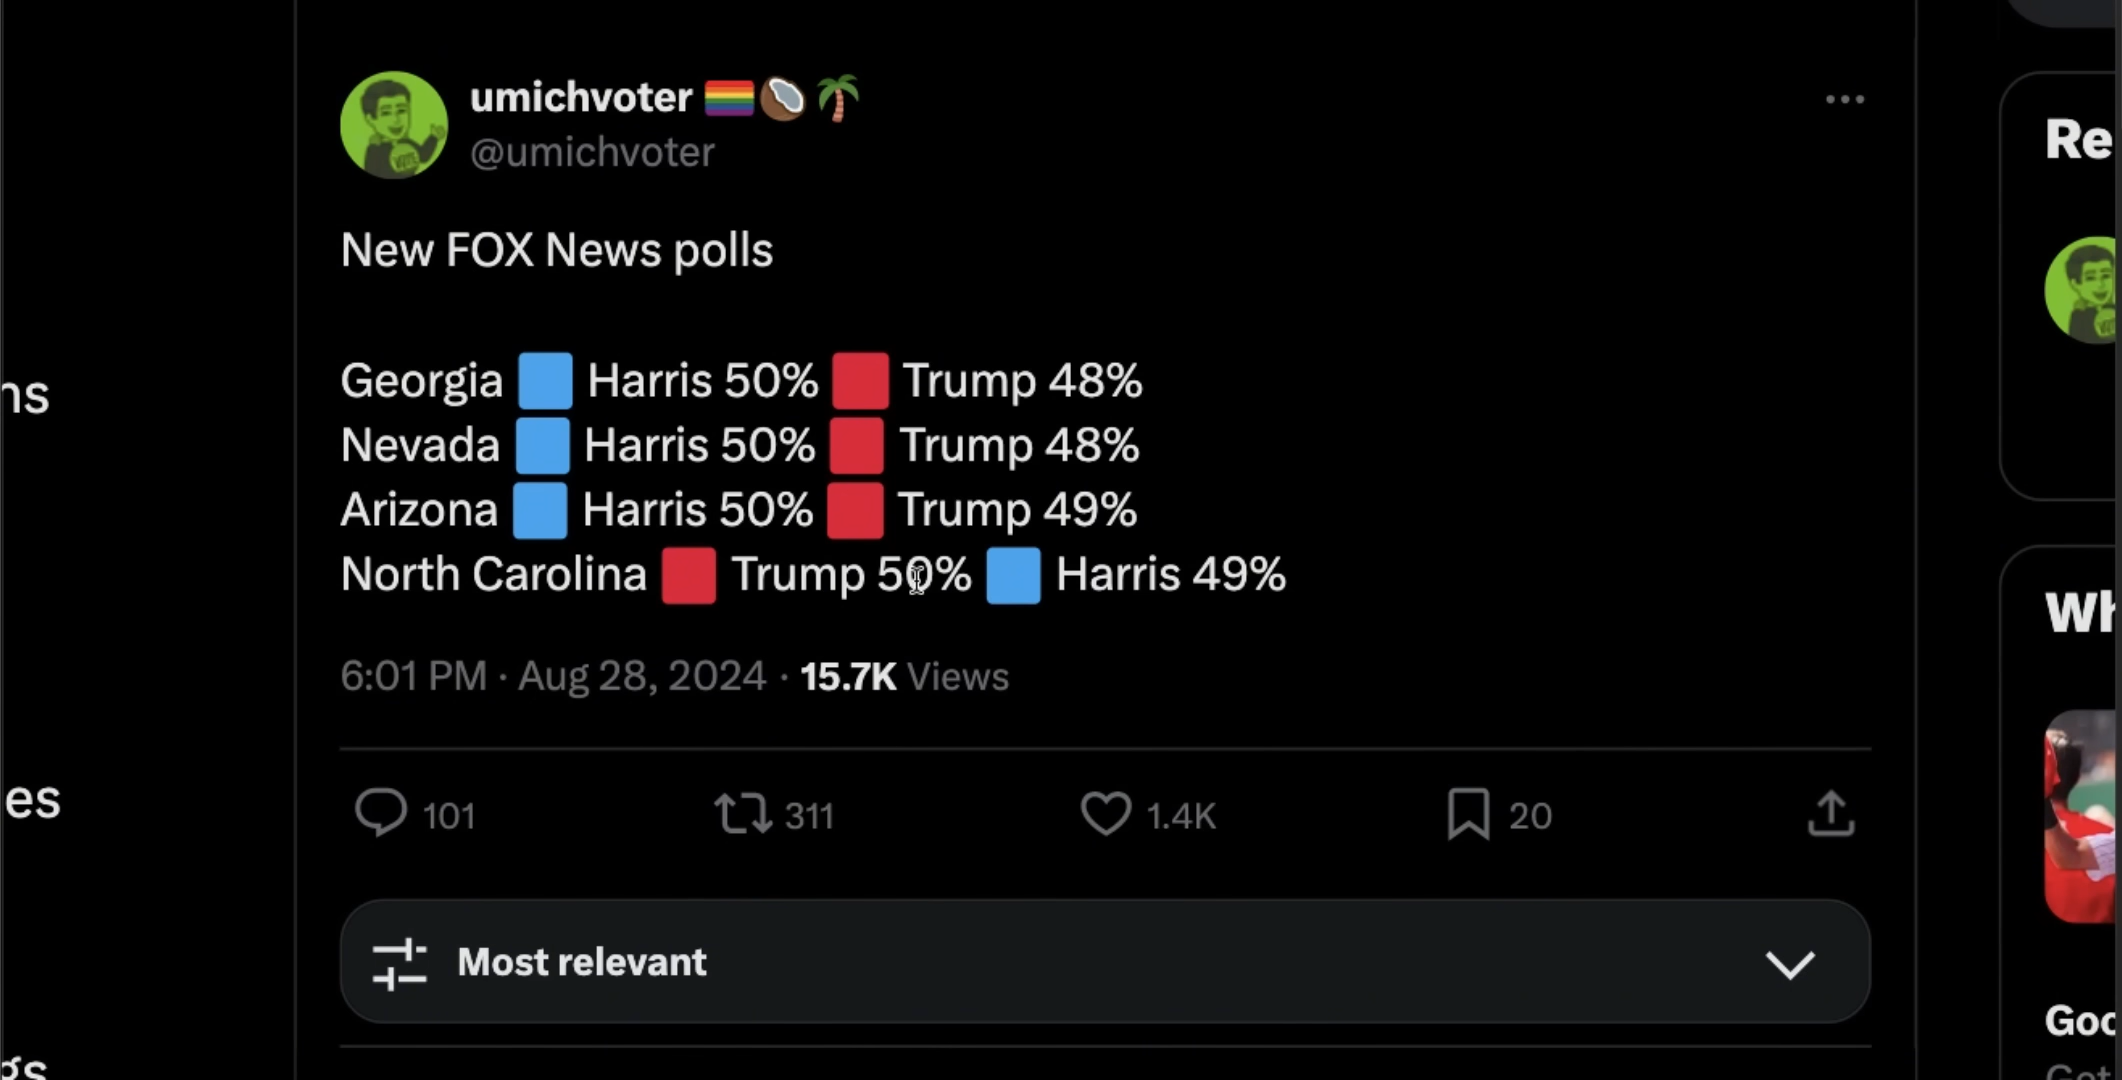 umichvoter 🏳️‍🌈🥥🌴
@umichvoter
New FOX News polls
Georgia 🟦 Harris 50% 🟥 Trump 48%
Nevada 🟦 Harris 50% 🟥 Trump 48%
Arizona 🟦 Harris 50% 🟥 Trump 49%
North Carolina 🟥 Trump 50% 🟦 Harris 49%
6:01 PM · Aug 28, 2024 · 15.7K Views
101 311 1.4K 20
Most relevant
VOTE
ns
es
gs
Re
Wh
Goo